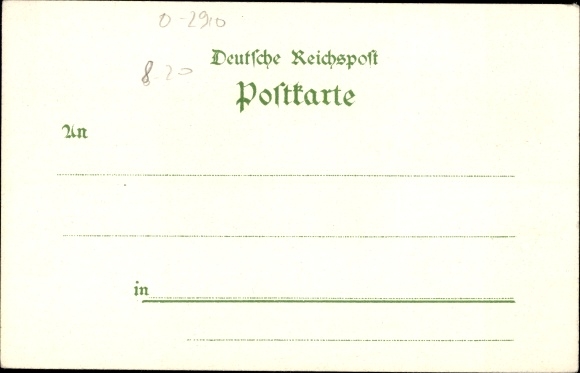 0-2910
Deutsche Reichspost
8.20
Postkarte
An
in